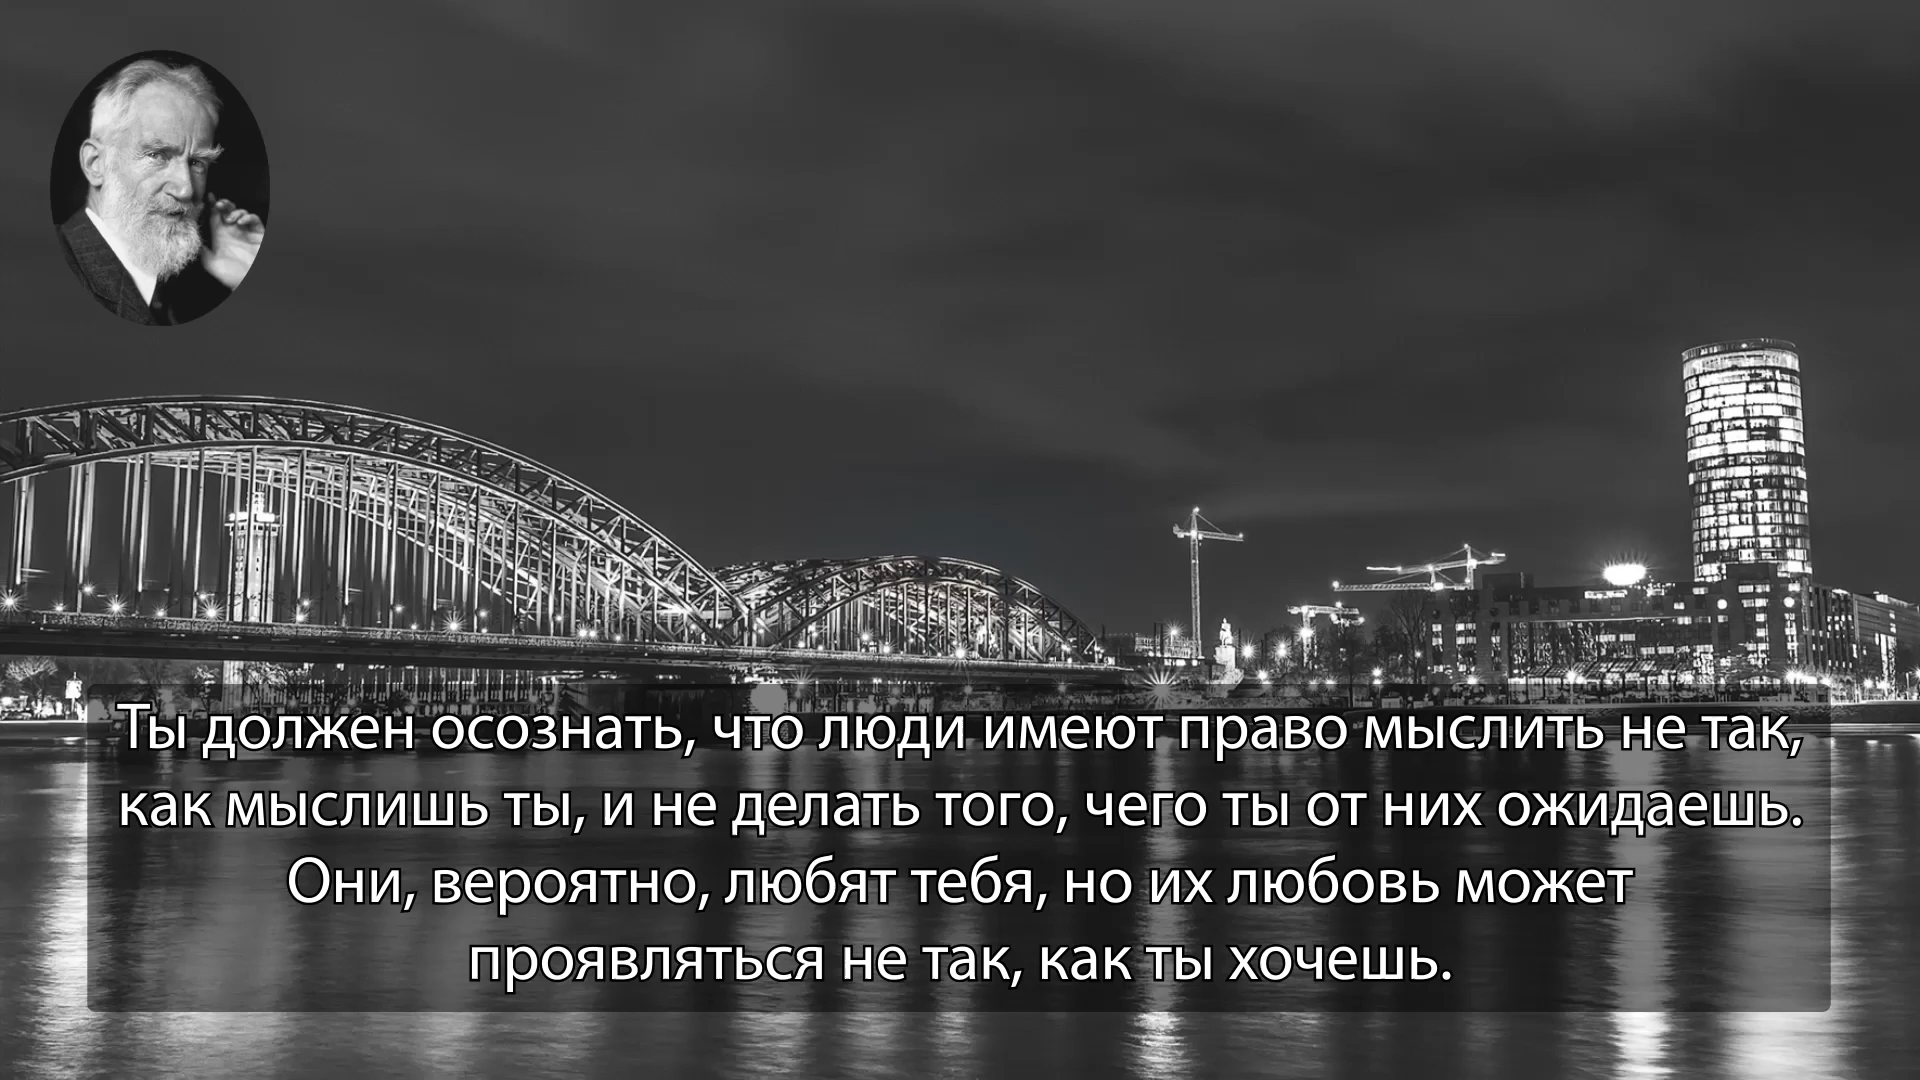 Ты должен осознать, что люди имеют право мыслить не так,
как мыслишь ты, и не делать того, чего ты от них ожидаешь.
Они, вероятно, любят тебя, но их любовь может
проявляться не так, как ты хочешь.